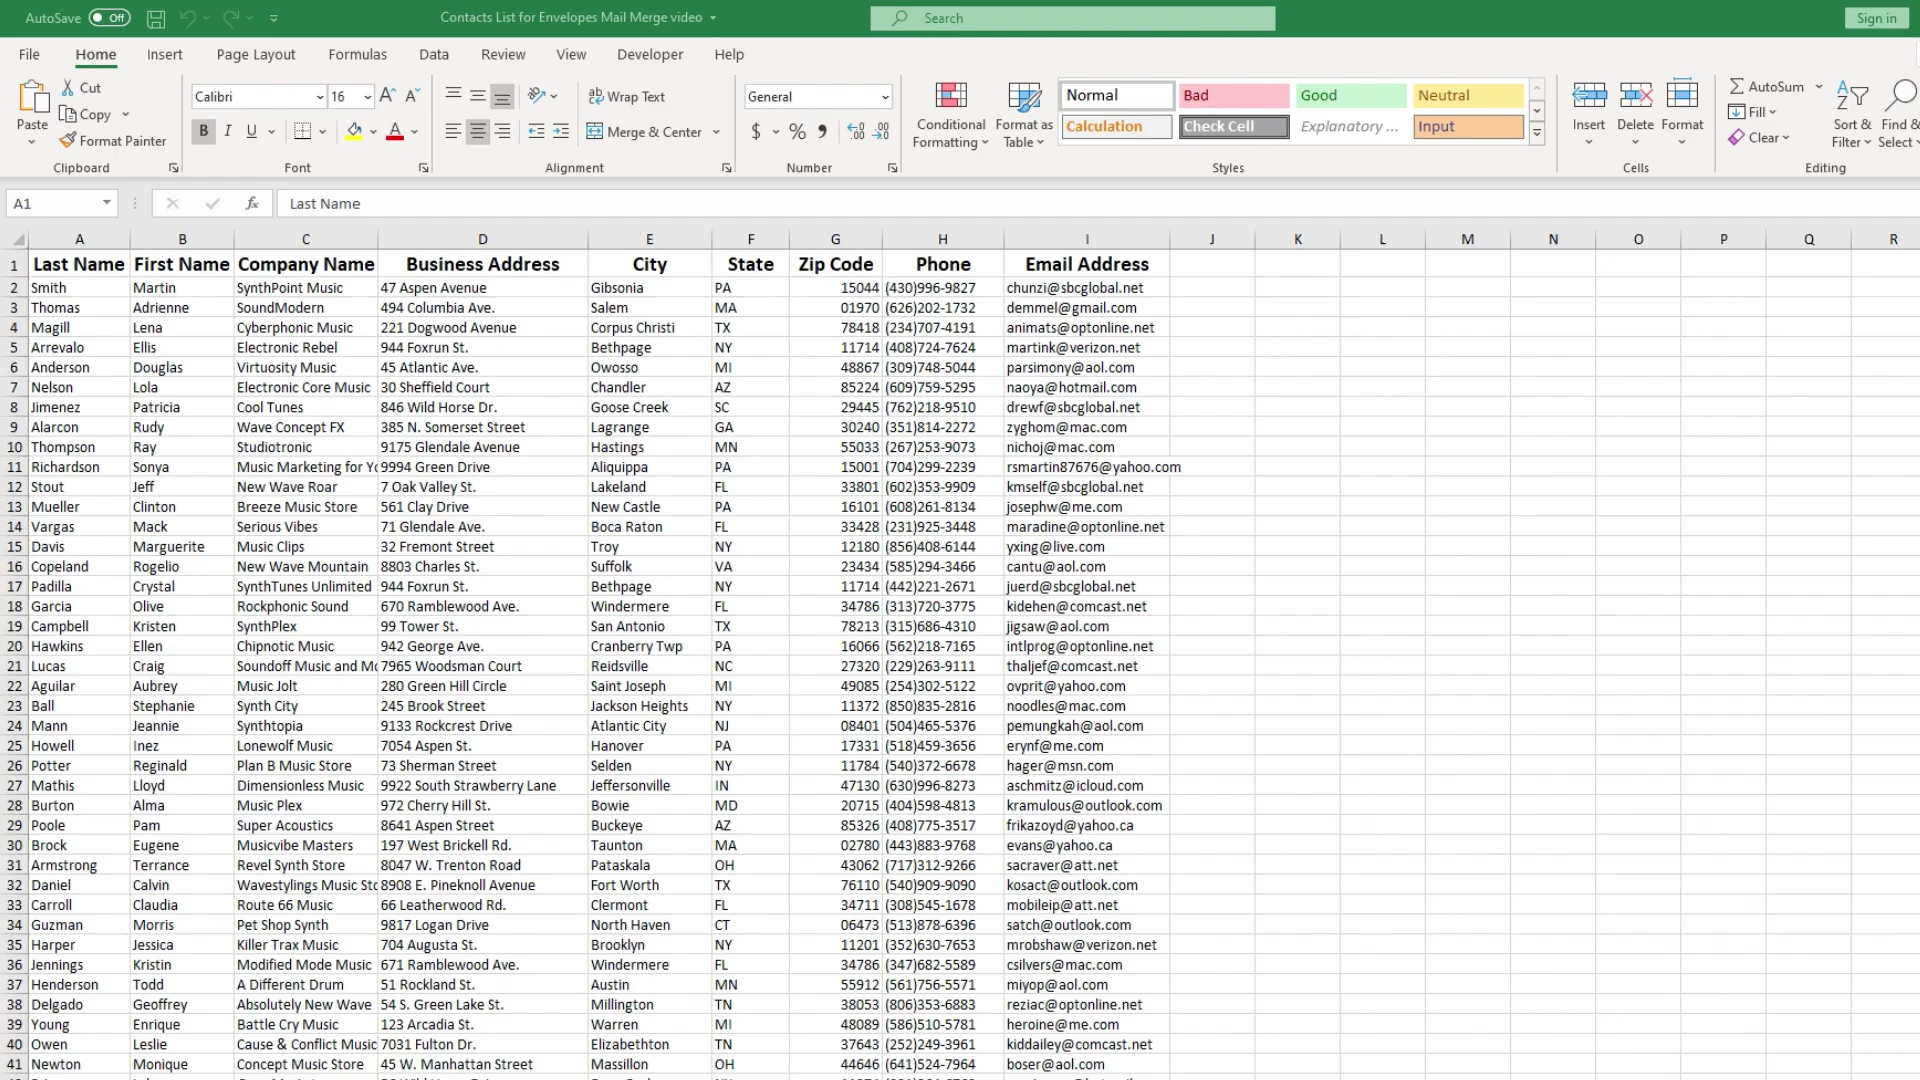 AutoSave Off Contacts List for Envelopes Mail Merge video Search Sign in
File Home Insert Page Layout Formulas Data Review View Developer Help
Paste Cut Copy Format Painter Clipboard
Calibri 16 B I U A Font
Wrap Text Merge & Center Alignment
General $ % Number
Conditional Formatting Format as Table
Normal Bad Good Neutral
Calculation Check Cell Explanatory ... Input
Styles
Insert Delete Format Cells
AutoSum Fill Clear Sort & Filter Find & Select Editing
A1 fx Last Name
A B C D E F G H I J K L M N O P Q R
1 Last Name First Name Company Name Business Address City State Zip Code Phone Email Address
2 Smith Martin SynthPoint Music 47 Aspen Avenue Gibsonia PA 15044 (430)996-9827 chunzi@sbcglobal.net
3 Thomas Adrienne SoundModern 494 Columbia Ave. Salem MA 01970 (626)202-1732 demmel@gmail.com
4 Magill Lena Cyberphonic Music 221 Dogwood Avenue Corpus Christi TX 78418 (234)707-4191 animats@optonline.net
5 Arrevalo Ellis Electronic Rebel 944 Foxrun St. Bethpage NY 11714 (408)724-7624 martink@verizon.net
6 Anderson Douglas Virtuosity Music 45 Atlantic Ave. Owosso MI 48867 (309)748-5044 parsimony@aol.com
7 Nelson Lola Electronic Core Music 30 Sheffield Court Chandler AZ 85224 (609)759-5295 naoya@hotmail.com
8 Jimenez Patricia Cool Tunes 846 Wild Horse Dr. Goose Creek SC 29445 (762)218-9510 drewf@sbcglobal.net
9 Alarcon Rudy Wave Concept FX 385 N. Somerset Street Lagrange GA 30240 (351)814-2272 zyghom@mac.com
10 Thompson Ray Studiotronic 9175 Glendale Avenue Hastings MN 55033 (267)253-9073 nichoj@mac.com
11 Richardson Sonya Music Marketing for Yo 9994 Green Drive Aliquippa PA 15001 (704)299-2239 rsmartin87676@yahoo.com
12 Stout Jeff New Wave Roar 7 Oak Valley St. Lakeland FL 33801 (602)353-9909 kmself@sbcglobal.net
13 Mueller Clinton Breeze Music Store 561 Clay Drive New Castle PA 16101 (608)261-8134 josephw@me.com
14 Vargas Mack Serious Vibes 71 Glendale Ave. Boca Raton FL 33428 (231)925-3448 maradine@optonline.net
15 Davis Marguerite Music Clips 32 Fremont Street Troy NY 12180 (856)408-6144 yxing@live.com
16 Copeland Rogelio New Wave Mountain 8803 Charles St. Suffolk VA 23434 (585)294-3466 cantu@aol.com
17 Padilla Crystal SynthTunes Unlimited 944 Foxrun St. Bethpage NY 11714 (442)221-2671 juerd@sbcglobal.net
18 Garcia Olive Rockphonic Sound 670 Ramblewood Ave. Windermere FL 34786 (313)720-3775 kidehen@comcast.net
19 Campbell Kristen SynthPlex 99 Tower St. San Antonio TX 78213 (315)686-4310 jigsaw@aol.com
20 Hawkins Ellen Chipnotic Music 942 George Ave. Cranberry Twp PA 16066 (562)218-7165 intlprog@optonline.net
21 Lucas Craig Soundoff Music and Mo 7965 Woodsman Court Reidsville NC 27320 (229)263-9111 thaljef@comcast.net
22 Aguilar Aubrey Music Jolt 280 Green Hill Circle Saint Joseph MI 49085 (254)302-5122 ovprit@yahoo.com
23 Ball Stephanie Synth City 245 Brook Street Jackson Heights NY 11372 (850)835-2816 noodles@mac.com
24 Mann Jeannie Synthtopia 9133 Rockcrest Drive Atlantic City NJ 08401 (504)465-5376 pemungkah@aol.com
25 Howell Inez Lonewolf Music 7054 Aspen St. Hanover PA 17331 (518)459-3656 erynf@me.com
26 Potter Reginald Plan B Music Store 73 Sherman Street Selden NY 11784 (540)372-6678 hager@msn.com
27 Mathis Lloyd Dimensionless Music 9922 South Strawberry Lane Jeffersonville IN 47130 (630)996-8273 aschmitz@icloud.com
28 Burton Alma Music Plex 972 Cherry Hill St. Bowie MD 20715 (404)598-4813 kramulous@outlook.com
29 Poole Pam Super Acoustics 8641 Aspen Street Buckeye AZ 85326 (408)775-3517 frikazoyd@yahoo.ca
30 Brock Eugene Musicvibe Masters 197 West Brickell Rd. Taunton MA 02780 (443)883-9768 evans@yahoo.ca
31 Armstrong Terrance Revel Synth Store 8047 W. Trenton Road Pataskala OH 43062 (717)312-9266 sacraver@att.net
32 Daniel Calvin Wavestylings Music Sto 8908 E. Pineknoll Avenue Fort Worth TX 76110 (540)909-9090 kosact@outlook.com
33 Carroll Claudia Route 66 Music 66 Leatherwood Rd. Clermont FL 34711 (308)545-1678 mobileip@att.net
34 Guzman Morris Pet Shop Synth 9817 Logan Drive North Haven CT 06473 (513)878-6396 satch@outlook.com
35 Harper Jessica Killer Trax Music 704 Augusta St. Brooklyn NY 11201 (352)630-7653 mrobshaw@verizon.net
36 Jennings Kristin Modified Mode Music 671 Ramblewood Ave. Windermere FL 34786 (347)682-5589 csilvers@mac.com
37 Henderson Todd A Different Drum 51 Rockland St. Austin MN 55912 (561)756-5571 miyop@aol.com
38 Delgado Geoffrey Absolutely New Wave 54 S. Green Lake St. Millington TN 38053 (806)353-6883 reziac@optonline.net
39 Young Enrique Battle Cry Music 123 Arcadia St. Warren MI 48089 (586)510-5781 heroine@me.com
40 Owen Leslie Cause & Conflict Music 7031 Fulton Dr. Elizabethton TN 37643 (252)249-3961 kiddailey@comcast.net
41 Newton Monique Concept Music Store 45 W. Manhattan Street Massillon OH 44646 (641)524-7964 boser@aol.com